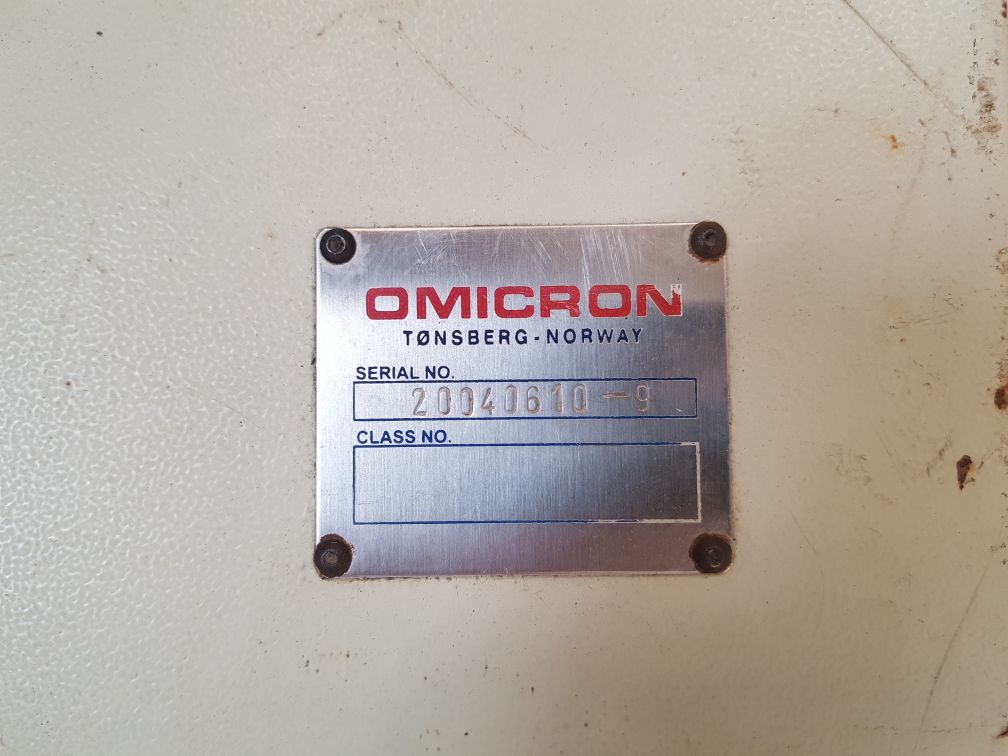 OMICRON
TØNSBERG-NORWAY
SERIAL NO.
20040610-9
CLASS NO.